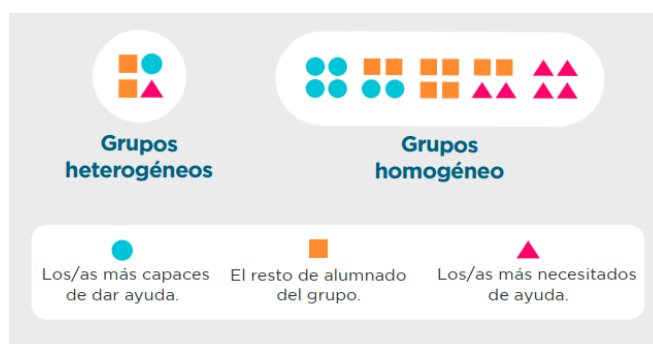 Grupos
heterogéneos
Grupos
homogéneo
Los/as más capaces
de dar ayuda.
El resto de alumnado
del grupo.
Los/as más necesitados
de ayuda.